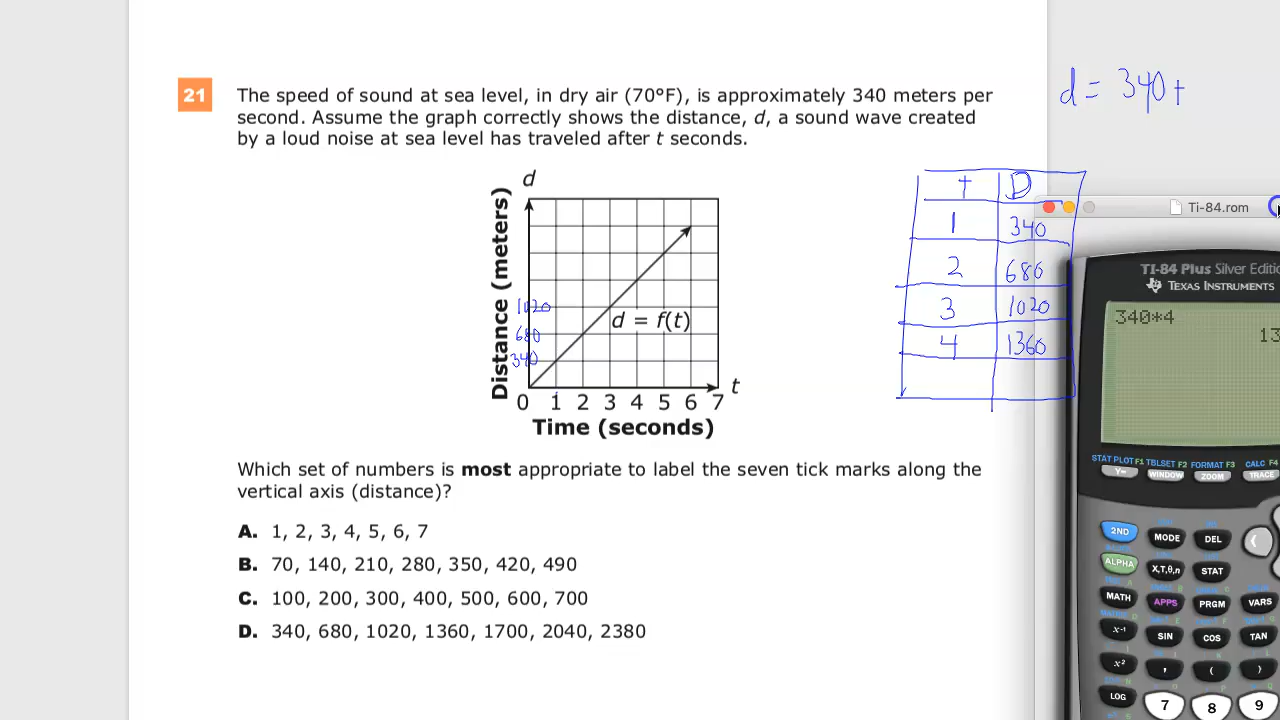 d = 340t
21 The speed of sound at sea level, in dry air (70°F), is approximately 340 meters per
second. Assume the graph correctly shows the distance, d, a sound wave created
by a loud noise at sea level has traveled after t seconds.
d
Distance (meters)
1020
680
340
d = f(t)
0 1 2 3 4 5 6 7 t
Time (seconds)
t D
1 340
2 680
3 1020
4 1360
Ti-84.rom
TI-84 Plus Silver Editi
TEXAS INSTRUMENTS
340*4
13
STAT PLOT F1 TBLSET F2 FORMAT F3 CALC F4
Y= WINDOW ZOOM TRACE
2ND MODE DEL
ALPHA X,T,θ,n STAT
MATH APPS PRGM VARS
x⁻¹ SIN COS TAN
x² , ( )
LOG 7 8 9
Which set of numbers is most appropriate to label the seven tick marks along the
vertical axis (distance)?
A. 1, 2, 3, 4, 5, 6, 7
B. 70, 140, 210, 280, 350, 420, 490
C. 100, 200, 300, 400, 500, 600, 700
D. 340, 680, 1020, 1360, 1700, 2040, 2380